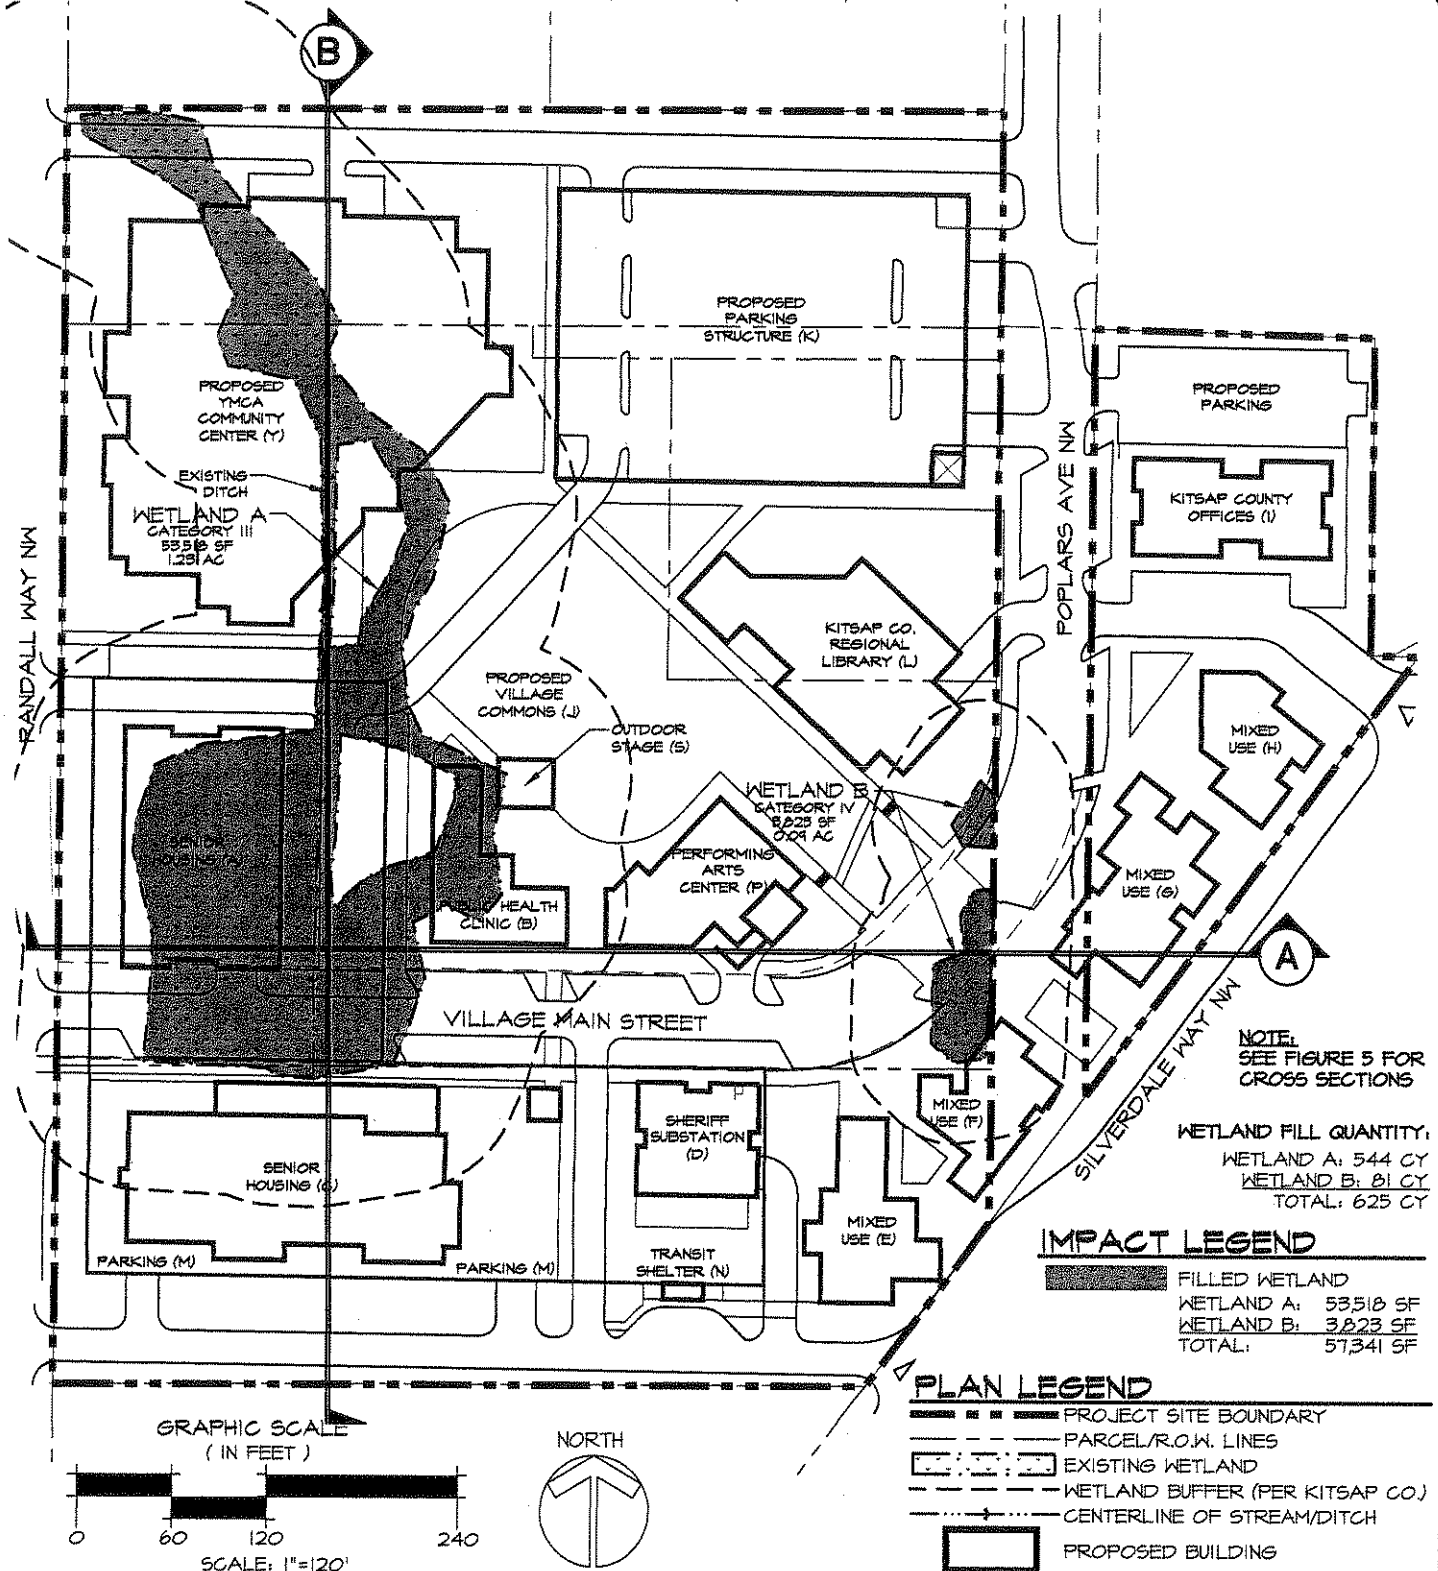 B
PROPOSED
PARKING
STRUCTURE (K)
PROPOSED
YMCA
COMMUNITY
CENTER (Y)
PROPOSED
PARKING
EXISTING
DITCH
WETLAND A
CATEGORY III
53,518 SF
1.231 AC
KITSAP COUNTY
OFFICES (I)
RANDALL WAY NW
POPLARS AVE NW
KITSAP CO.
REGIONAL
LIBRARY (L)
PROPOSED
VILLAGE
COMMONS (J)
OUTDOOR
STAGE (S)
MIXED
USE (H)
WETLAND B
CATEGORY IV
3,823 SF
0.09 AC
SENIOR
HOUSING
PERFORMING
ARTS
CENTER (P)
MIXED
USE (G)
PUBLIC HEALTH
CLINIC (B)
A
VILLAGE MAIN STREET
SILVERDALE WAY NW
NOTE:
SEE FIGURE 5 FOR
CROSS SECTIONS
MIXED
USE (F)
SHERIFF
SUBSTATION
(D)
P
WETLAND FILL QUANTITY:
WETLAND A: 544 CY
WETLAND B: 81 CY
TOTAL: 625 CY
SENIOR
HOUSING (C)
MIXED
USE (E)
PARKING (M)
PARKING (M)
TRANSIT
SHELTER (N)
IMPACT LEGEND
FILLED WETLAND
WETLAND A: 53,518 SF
WETLAND B: 3,823 SF
TOTAL: 57,341 SF
PLAN LEGEND
PROJECT SITE BOUNDARY
PARCEL/R.O.W. LINES
EXISTING WETLAND
WETLAND BUFFER (PER KITSAP CO.)
CENTERLINE OF STREAM/DITCH
PROPOSED BUILDING
GRAPHIC SCALE
( IN FEET )
0 60 120 240
SCALE: 1"=120'
NORTH